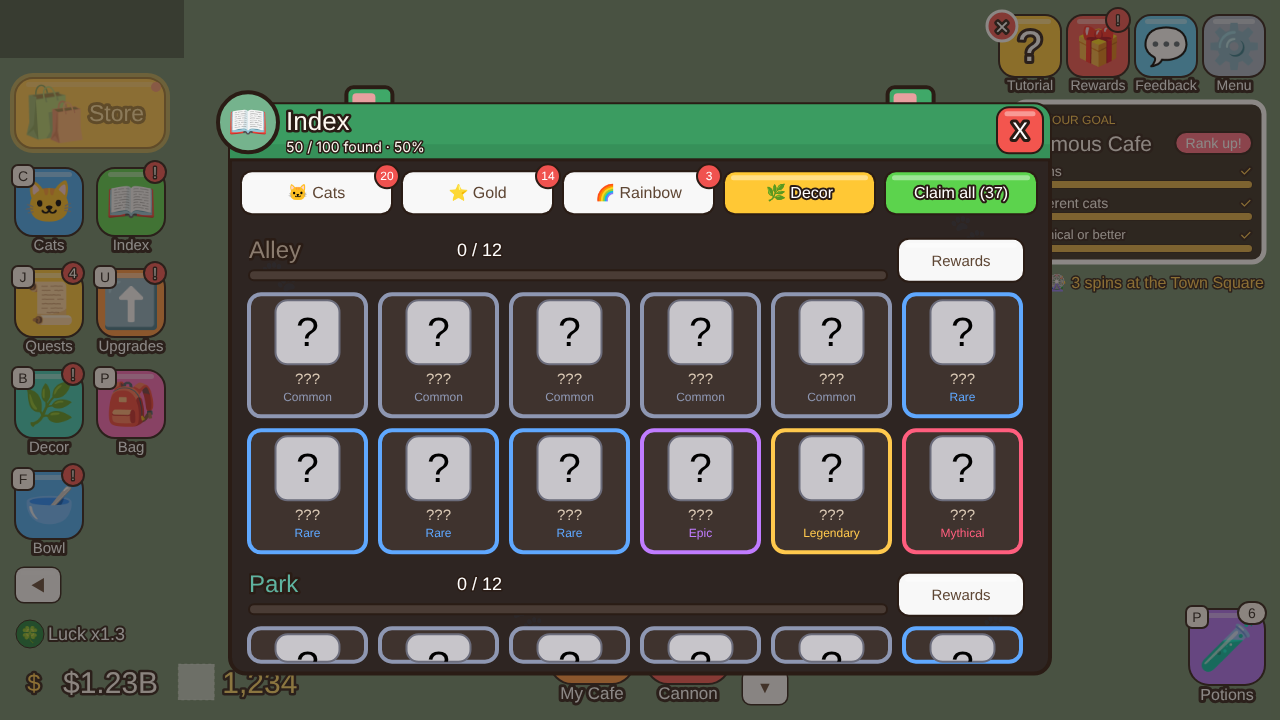 Store
C
!
Cats
Index
J
4
U
!
Quests
Upgrades
B
!
P
Decor
Bag
F
!
Bowl
Luck x1.3
$ $1.23B
1,234
Index
50 / 100 found · 50%
X
Cats
20
Gold
14
Rainbow
3
Decor
Claim all (37)
Alley
0 / 12
Rewards
?
?
?
?
?
?
???
???
???
???
???
???
Common
Common
Common
Common
Common
Rare
?
?
?
?
?
?
???
???
???
???
???
???
Rare
Rare
Rare
Epic
Legendary
Mythical
Park
0 / 12
Rewards
?
!
Tutorial
Rewards
Feedback
Menu
OUR GOAL
mous Cafe
Rank up!
ns
erent cats
ical or better
3 spins at the Town Square
My Cafe
Cannon
P
6
Potions